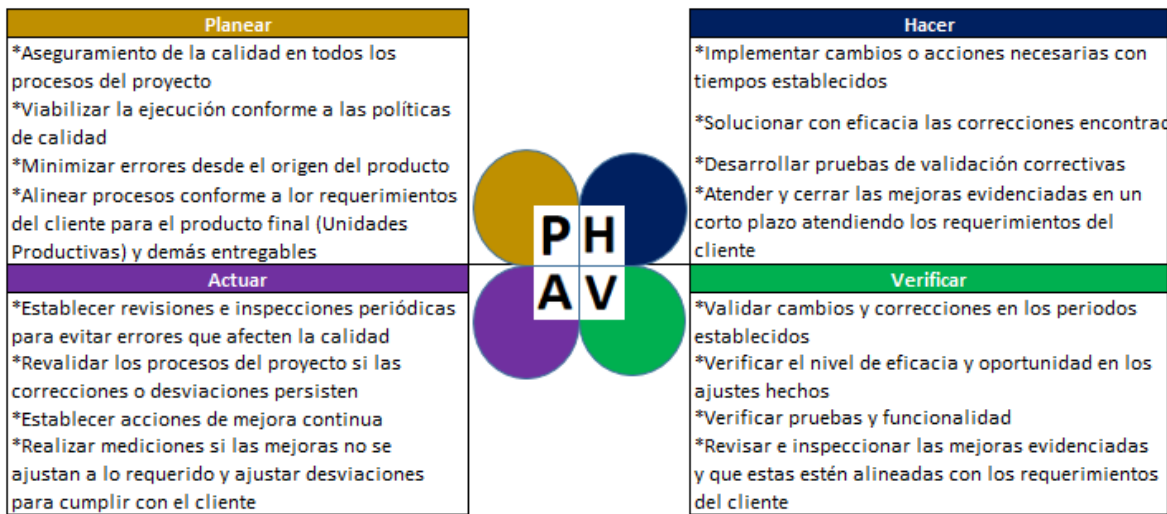 Planear
*Aseguramiento de la calidad en todos los
procesos del proyecto
*Viabilizar la ejecución conforme a las políticas
de calidad
*Minimizar errores desde el origen del producto
*Alinear procesos conforme a lor requerimientos
del cliente para el producto final (Unidades
Productivas) y demás entregables
Hacer
*Implementar cambios o acciones necesarias con
tiempos establecidos
*Solucionar con eficacia las correcciones encontrad
*Desarrollar pruebas de validación correctivas
*Atender y cerrar las mejoras evidenciadas en un
corto plazo atendiendo los requerimientos del
cliente
P H
A V
Actuar
*Establecer revisiones e inspecciones periódicas
para evitar errores que afecten la calidad
*Revalidar los procesos del proyecto si las
correcciones o desviaciones persisten
*Establecer acciones de mejora continua
*Realizar mediciones si las mejoras no se
ajustan a lo requerido y ajustar desviaciones
para cumplir con el cliente
Verificar
*Validar cambios y correcciones en los periodos
establecidos
*Verificar el nivel de eficacia y oportunidad en los
ajustes hechos
*Verificar pruebas y funcionalidad
*Revisar e inspeccionar las mejoras evidenciadas
y que estas estén alineadas con los requerimientos
del cliente